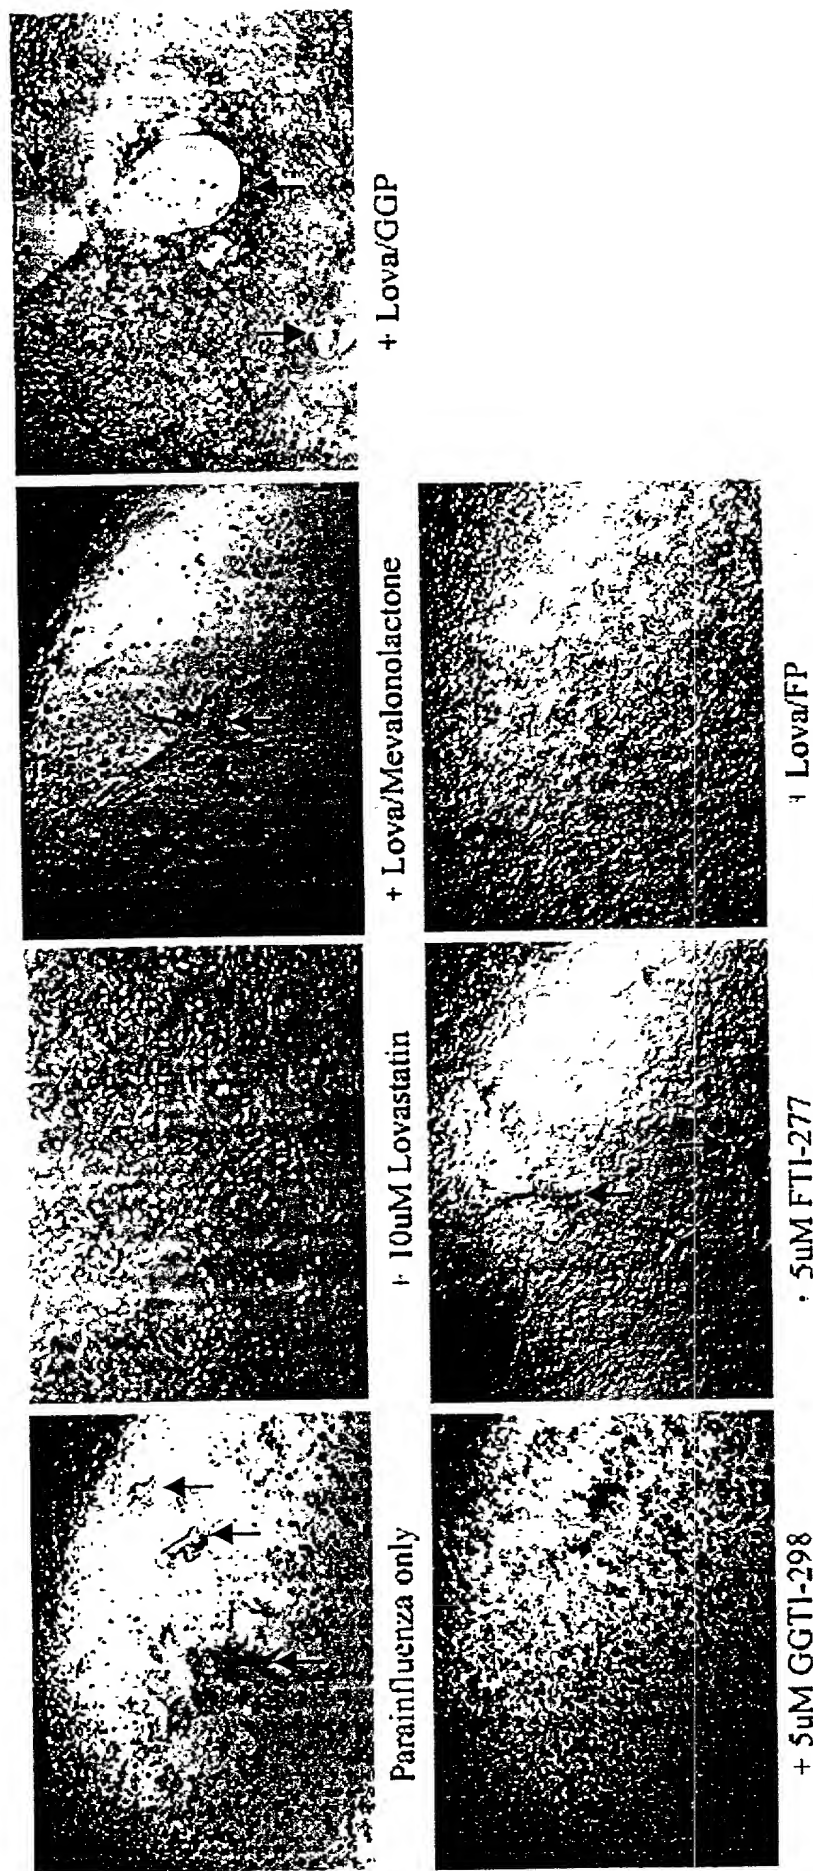 Parainfluenza only
+ 10uM Lovastatin
+ Lova/Mevalonolactone
+ Lova/GGP
+ 5uM GGTI-298
+ 5uM FTI-277
+ Lova/FP